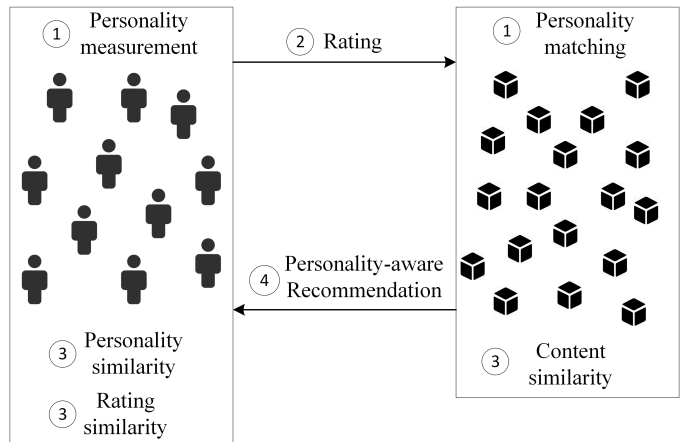 1 Personality
measurement
2 Rating
1 Personality
matching
4 Personality-aware
Recommendation
3 Personality
similarity
3 Rating
similarity
3 Content
similarity